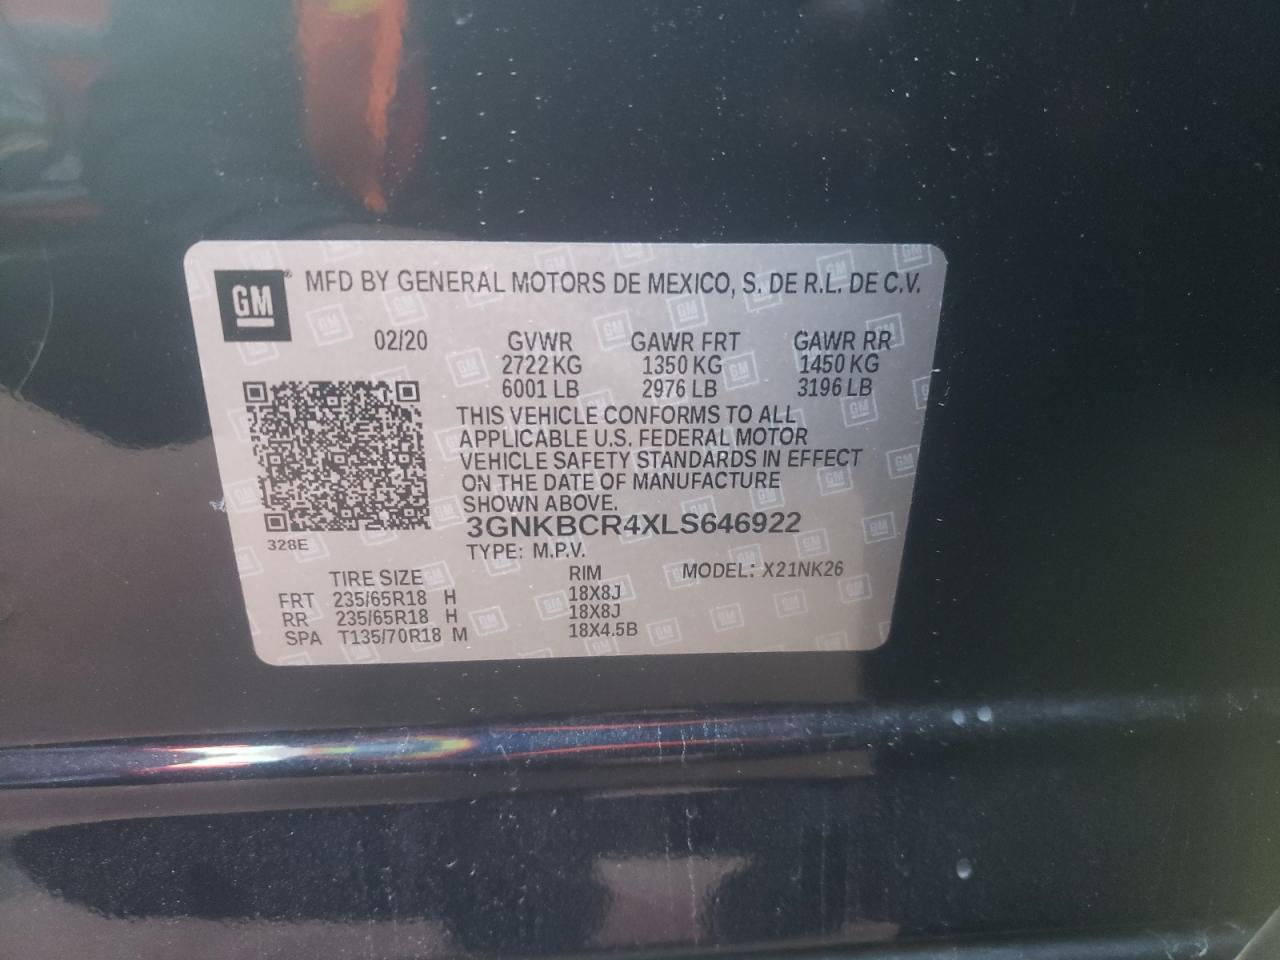 GM® MFD BY GENERAL MOTORS DE MEXICO, S. DE R.L. DE C.V.
02/20 GVWR GAWR FRT GAWR RR
2722 KG 1350 KG 1450 KG
6001 LB 2976 LB 3196 LB
THIS VEHICLE CONFORMS TO ALL
APPLICABLE U.S. FEDERAL MOTOR
VEHICLE SAFETY STANDARDS IN EFFECT
ON THE DATE OF MANUFACTURE
SHOWN ABOVE.
3GNKBCR4XLS646922
328E
TYPE: M.P.V.
TIRE SIZE RIM MODEL: X21NK26
FRT 235/65R18 H 18X8J
RR 235/65R18 H 18X8J
SPA T135/70R18 M 18X4.5B